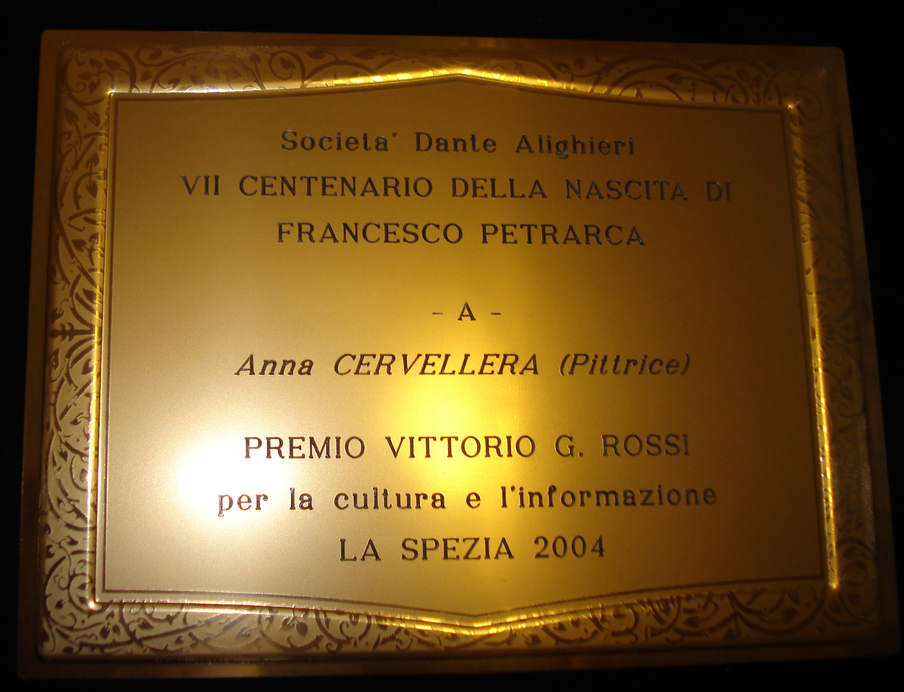 Societa' Dante Alighieri
VII CENTENARIO DELLA NASCITA DI
FRANCESCO PETRARCA
- A -
Anna CERVELLERA (Pittrice)
PREMIO VITTORIO G. ROSSI
per la cultura e l'informazione
LA SPEZIA 2004